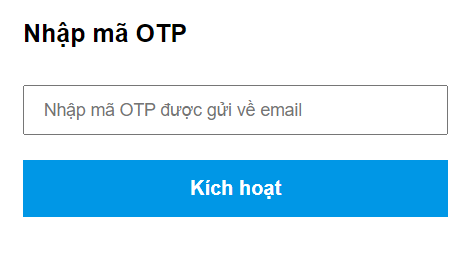 Nhập mã OTP
Nhập mã OTP được gửi về email
Kích hoạt